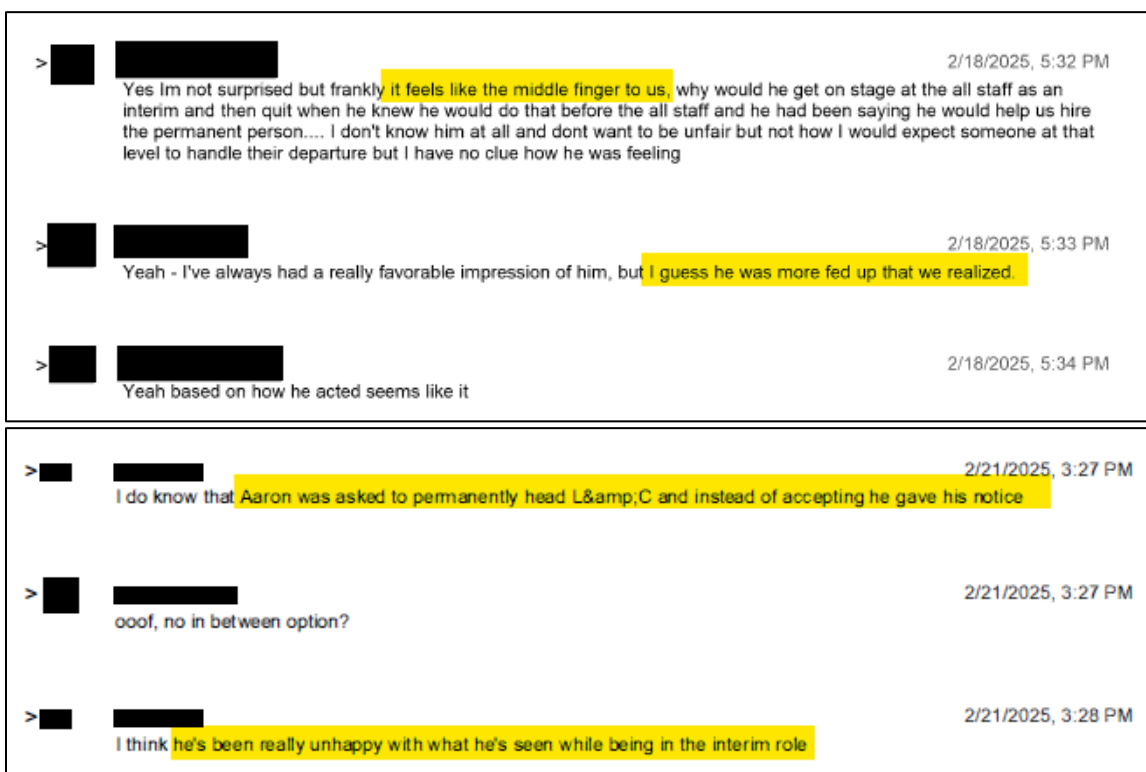 > 2/18/2025, 5:32 PM
Yes Im not surprised but frankly it feels like the middle finger to us, why would he get on stage at the all staff as an
interim and then quit when he knew he would do that before the all staff and he had been saying he would help us hire
the permanent person.... I don't know him at all and dont want to be unfair but not how I would expect someone at that
level to handle their departure but I have no clue how he was feeling
> 2/18/2025, 5:33 PM
Yeah - I've always had a really favorable impression of him, but I guess he was more fed up that we realized.
> 2/18/2025, 5:34 PM
Yeah based on how he acted seems like it
> 2/21/2025, 3:27 PM
I do know that Aaron was asked to permanently head L&amp;C and instead of accepting he gave his notice
> 2/21/2025, 3:27 PM
ooof, no in between option?
> 2/21/2025, 3:28 PM
I think he's been really unhappy with what he's seen while being in the interim role